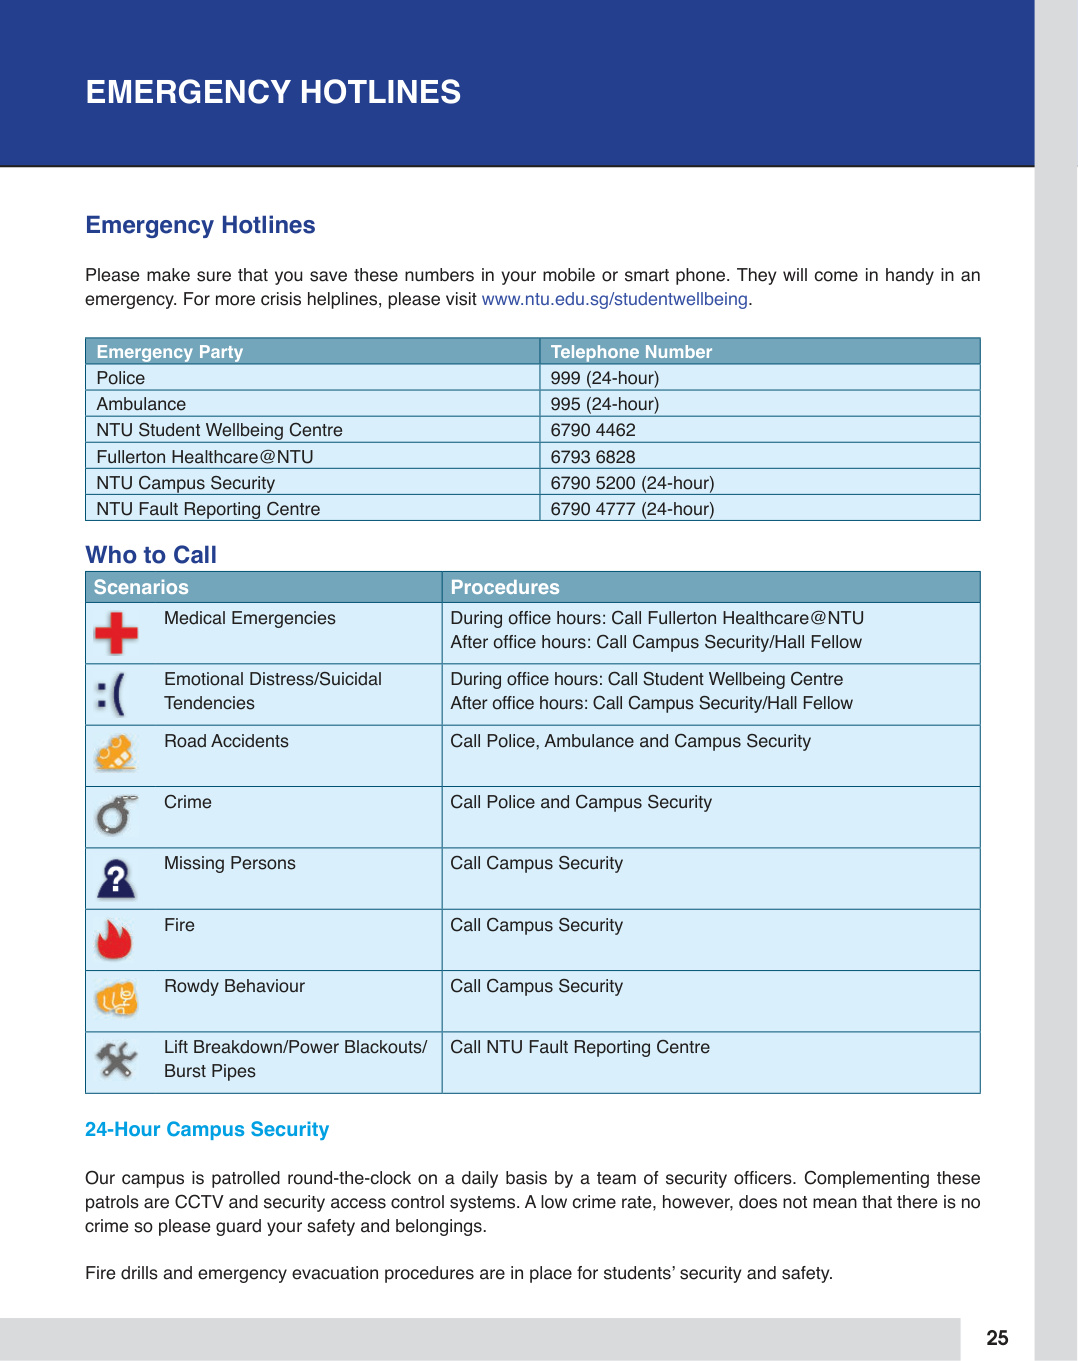 EMERGENCY HOTLINES
Emergency Hotlines
Please make sure that you save these numbers in your mobile or smart phone. They will come in handy in an
emergency. For more crisis helplines, please visit www.ntu.edu.sg/studentwellbeing.
Emergency Party Telephone Number
Police 999 (24-hour)
Ambulance 995 (24-hour)
NTU Student Wellbeing Centre 6790 4462
Fullerton Healthcare@NTU 6793 6828
NTU Campus Security 6790 5200 (24-hour)
NTU Fault Reporting Centre 6790 4777 (24-hour)
Who to Call
Scenarios Procedures
Medical Emergencies During office hours: Call Fullerton Healthcare@NTU
After office hours: Call Campus Security/Hall Fellow
:( Emotional Distress/Suicidal During office hours: Call Student Wellbeing Centre
Tendencies After office hours: Call Campus Security/Hall Fellow
Road Accidents Call Police, Ambulance and Campus Security
Crime Call Police and Campus Security
? Missing Persons Call Campus Security
Fire Call Campus Security
Rowdy Behaviour Call Campus Security
Lift Breakdown/Power Blackouts/ Call NTU Fault Reporting Centre
Burst Pipes
24-Hour Campus Security
Our campus is patrolled round-the-clock on a daily basis by a team of security officers. Complementing these
patrols are CCTV and security access control systems. A low crime rate, however, does not mean that there is no
crime so please guard your safety and belongings.
Fire drills and emergency evacuation procedures are in place for students’ security and safety.
25